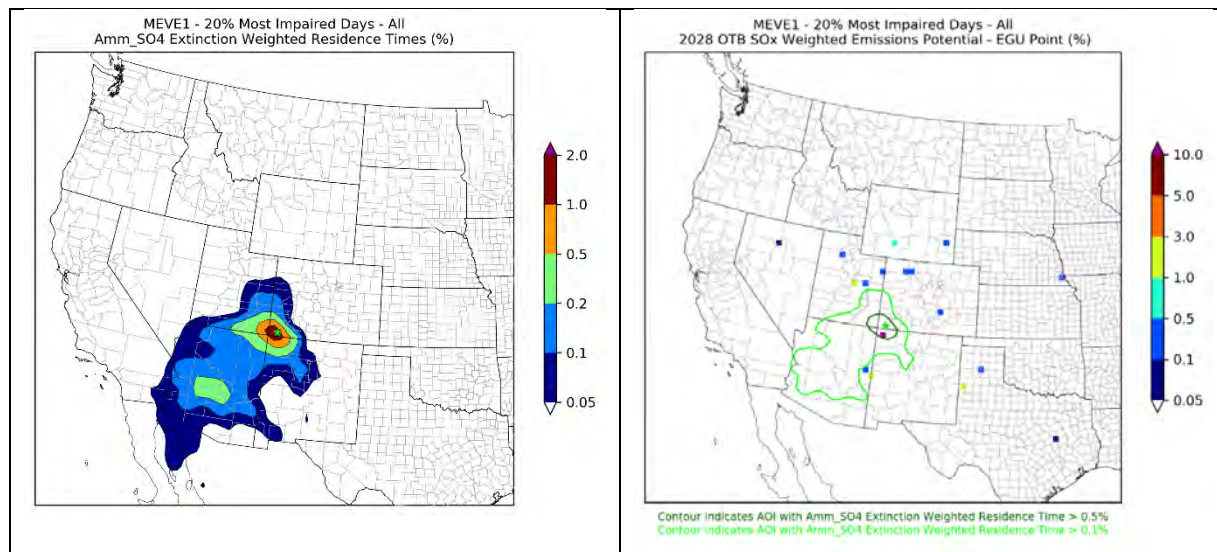 MEVE1 - 20% Most Impaired Days - All
Amm_SO4 Extinction Weighted Residence Times (%)
2.0
1.0
0.5
0.2
0.1
0.05
MEVE1 - 20% Most Impaired Days - All
2028 OTB SOx Weighted Emissions Potential - EGU Point (%)
10.0
5.0
3.0
1.0
0.5
0.1
0.05
Contour indicates AOI with Amm_SO4 Extinction Weighted Residence Time > 0.5%
Contour indicates AOI with Amm_SO4 Extinction Weighted Residence Time > 0.1%